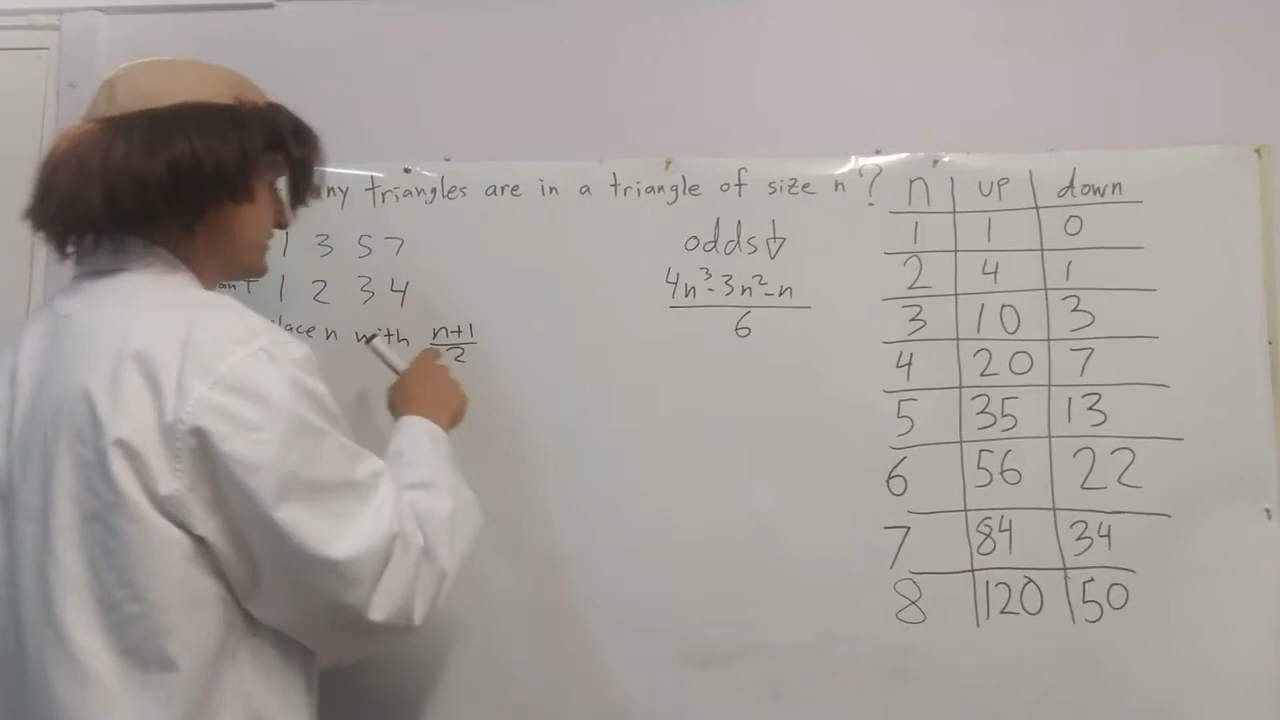 ny triangles are in a triangle of size n?
1 3 5 7
1 2 3 4
n with n+1/2
odds↓
4n³-3n²-n
6
n up down
1 1 0
2 4 1
3 10 3
4 20 7
5 35 13
6 56 22
7 84 34
8 120 50